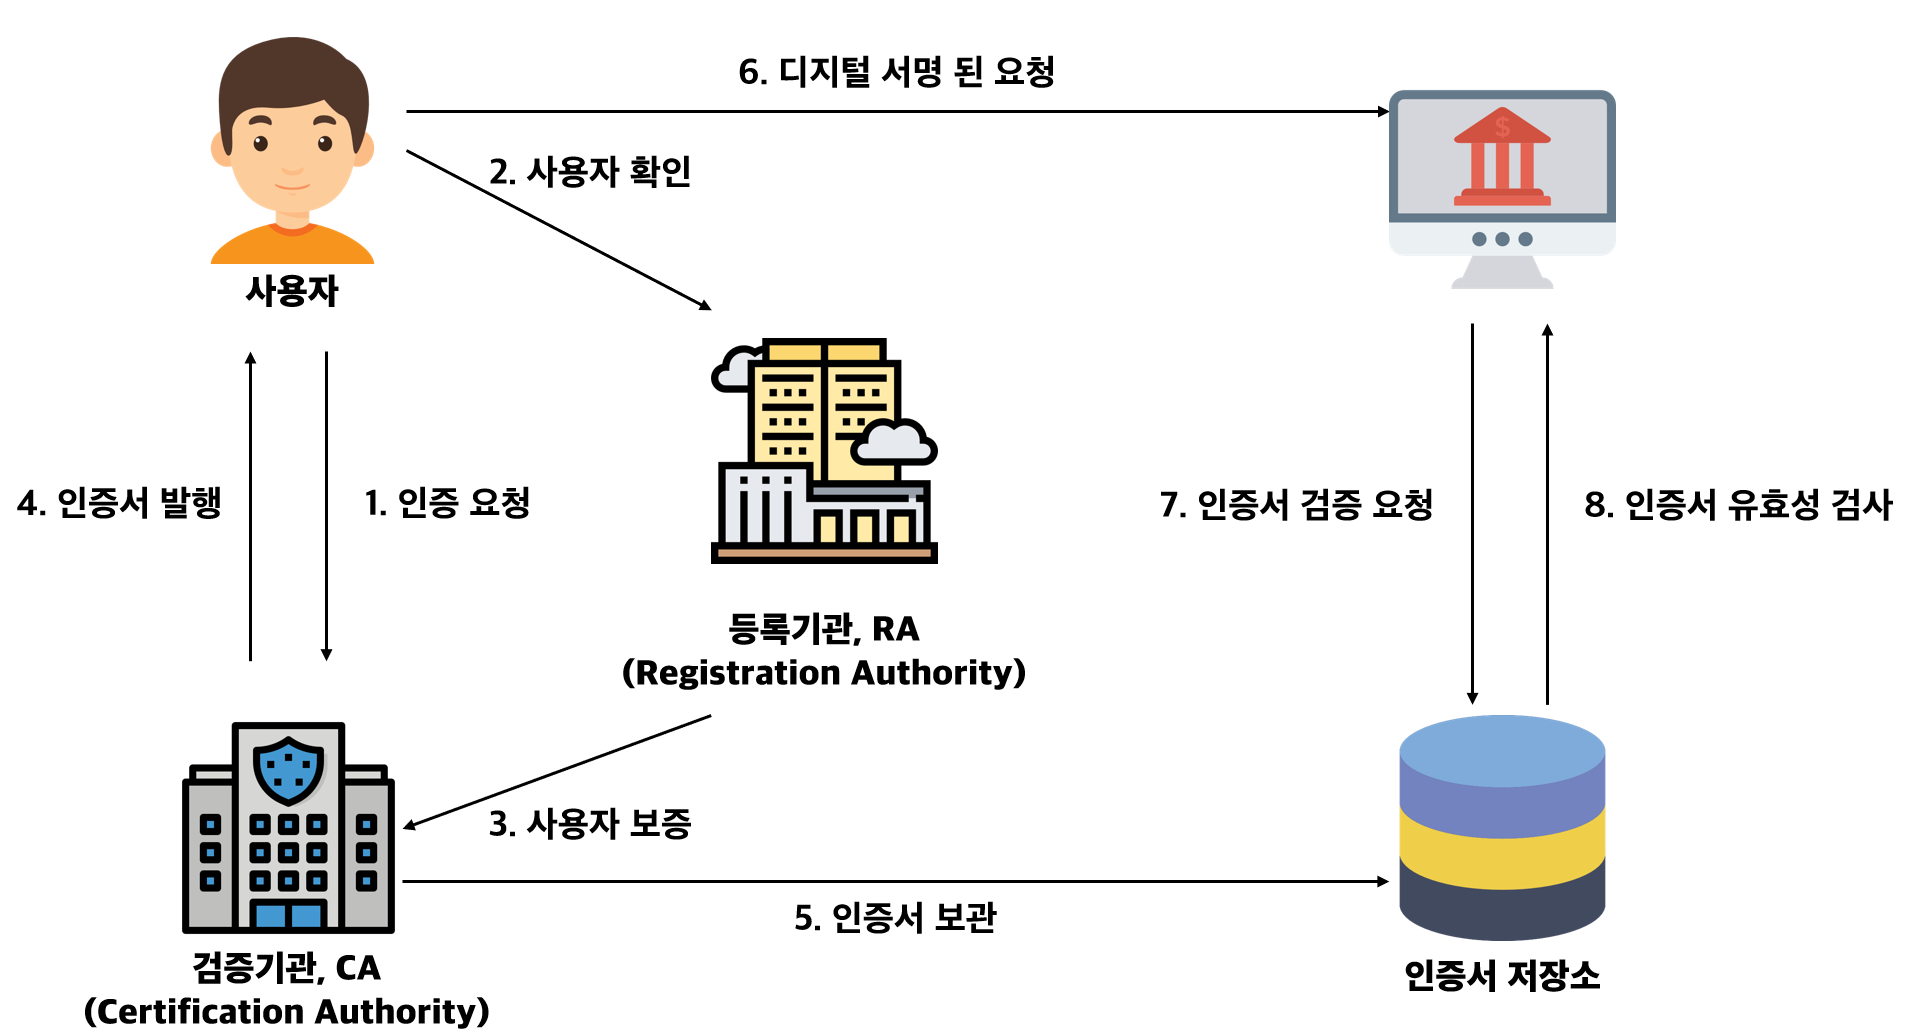 6. 디지털 서명 된 요청
2. 사용자 확인
$
사용자
4. 인증서 발행
1. 인증 요청
7. 인증서 검증 요청
8. 인증서 유효성 검사
등록기관, RA
(Registration Authority)
3. 사용자 보증
5. 인증서 보관
검증기관, CA
(Certification Authority)
인증서 저장소